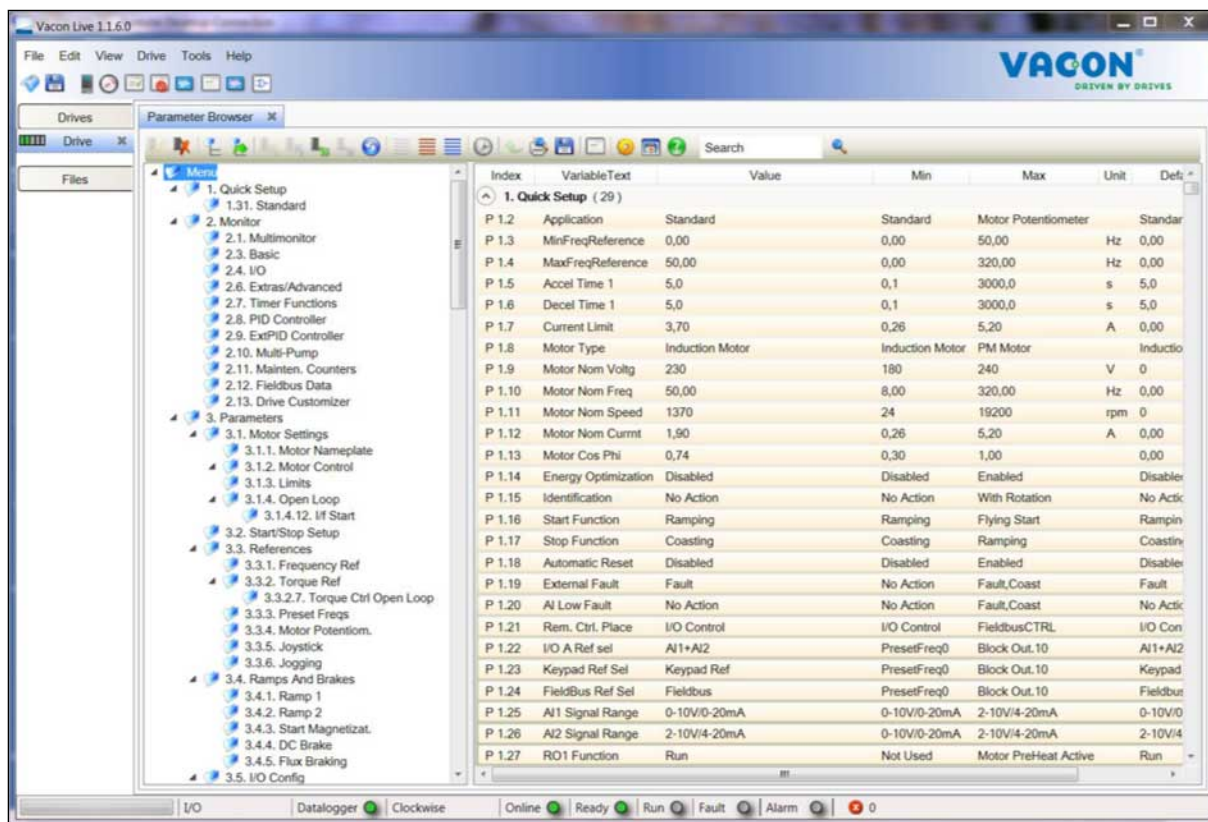 Vacon Live 1.1.6.0
File Edit View Drive Tools Help
VACON®
DRIVEN BY DRIVES
Drives
Drive
Files
Parameter Browser
Search
Menu
1. Quick Setup
1.31. Standard
2. Monitor
2.1. Multimonitor
2.3. Basic
2.4. I/O
2.6. Extras/Advanced
2.7. Timer Functions
2.8. PID Controller
2.9. ExtPID Controller
2.10. Multi-Pump
2.11. Mainten. Counters
2.12. Fieldbus Data
2.13. Drive Customizer
3. Parameters
3.1. Motor Settings
3.1.1. Motor Nameplate
3.1.2. Motor Control
3.1.3. Limits
3.1.4. Open Loop
3.1.4.12. I/f Start
3.2. Start/Stop Setup
3.3. References
3.3.1. Frequency Ref
3.3.2. Torque Ref
3.3.2.7. Torque Ctrl Open Loop
3.3.3. Preset Freqs
3.3.4. Motor Potentiom.
3.3.5. Joystick
3.3.6. Jogging
3.4. Ramps And Brakes
3.4.1. Ramp 1
3.4.2. Ramp 2
3.4.3. Start Magnetizat.
3.4.4. DC Brake
3.4.5. Flux Braking
3.5. I/O Config
Index VariableText Value Min Max Unit Defa
1. Quick Setup (29)
P 1.2 Application Standard Standard Motor Potentiometer Standar
P 1.3 MinFreqReference 0,00 0,00 50,00 Hz 0,00
P 1.4 MaxFreqReference 50,00 0,00 320,00 Hz 0,00
P 1.5 Accel Time 1 5,0 0,1 3000,0 s 5,0
P 1.6 Decel Time 1 5,0 0,1 3000,0 s 5,0
P 1.7 Current Limit 3,70 0,26 5,20 A 0,00
P 1.8 Motor Type Induction Motor Induction Motor PM Motor Inductio
P 1.9 Motor Nom Voltg 230 180 240 V 0
P 1.10 Motor Nom Freq 50,00 8,00 320,00 Hz 0,00
P 1.11 Motor Nom Speed 1370 24 19200 rpm 0
P 1.12 Motor Nom Currnt 1,90 0,26 5,20 A 0,00
P 1.13 Motor Cos Phi 0,74 0,30 1,00 0,00
P 1.14 Energy Optimization Disabled Disabled Enabled Disable
P 1.15 Identification No Action No Action With Rotation No Actic
P 1.16 Start Function Ramping Ramping Flying Start Rampin
P 1.17 Stop Function Coasting Coasting Ramping Coastin
P 1.18 Automatic Reset Disabled Disabled Enabled Disable
P 1.19 External Fault Fault No Action Fault,Coast Fault
P 1.20 AI Low Fault No Action No Action Fault,Coast No Actic
P 1.21 Rem. Ctrl. Place I/O Control I/O Control FieldbusCTRL I/O Con
P 1.22 I/O A Ref sel AI1+AI2 PresetFreq0 Block Out.10 AI1+AI2
P 1.23 Keypad Ref Sel Keypad Ref PresetFreq0 Block Out.10 Keypad
P 1.24 FieldBus Ref Sel Fieldbus PresetFreq0 Block Out.10 Fieldbus
P 1.25 AI1 Signal Range 0-10V/0-20mA 0-10V/0-20mA 2-10V/4-20mA 0-10V/0
P 1.26 AI2 Signal Range 2-10V/4-20mA 0-10V/0-20mA 2-10V/4-20mA 2-10V/4
P 1.27 RO1 Function Run Not Used Motor PreHeat Active Run
I/O Datalogger Clockwise Online Ready Run Fault Alarm 0